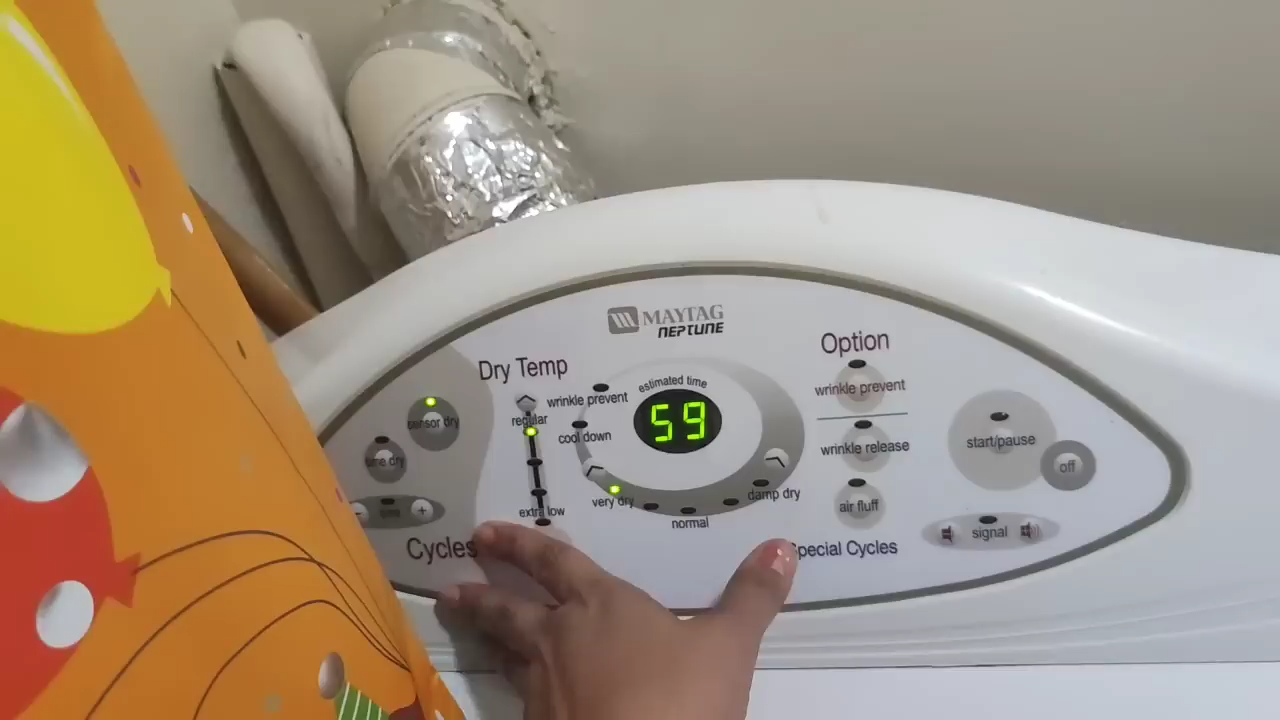 MAYTAG
NEPTUNE
Dry Temp
regular
extra low
sensor dry
time dry
+
Cycles
estimated time
59
wrinkle prevent
cool down
very dry
normal
damp dry
Option
wrinkle prevent
wrinkle release
air fluff
Special Cycles
start/pause
off
signal